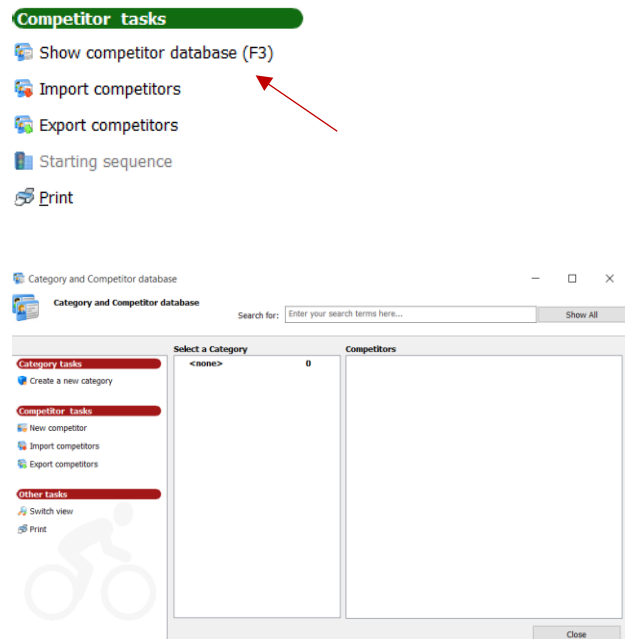 Competitor tasks
Show competitor database (F3)
Import competitors
Export competitors
Starting sequence
Print
Category and Competitor database
Category and Competitor database
Search for: Enter your search terms here... Show All
Select a Category Competitors
Category tasks <none> 0
Create a new category
Competitor tasks
New competitor
Import competitors
Export competitors
Other tasks
Switch view
Print
Close